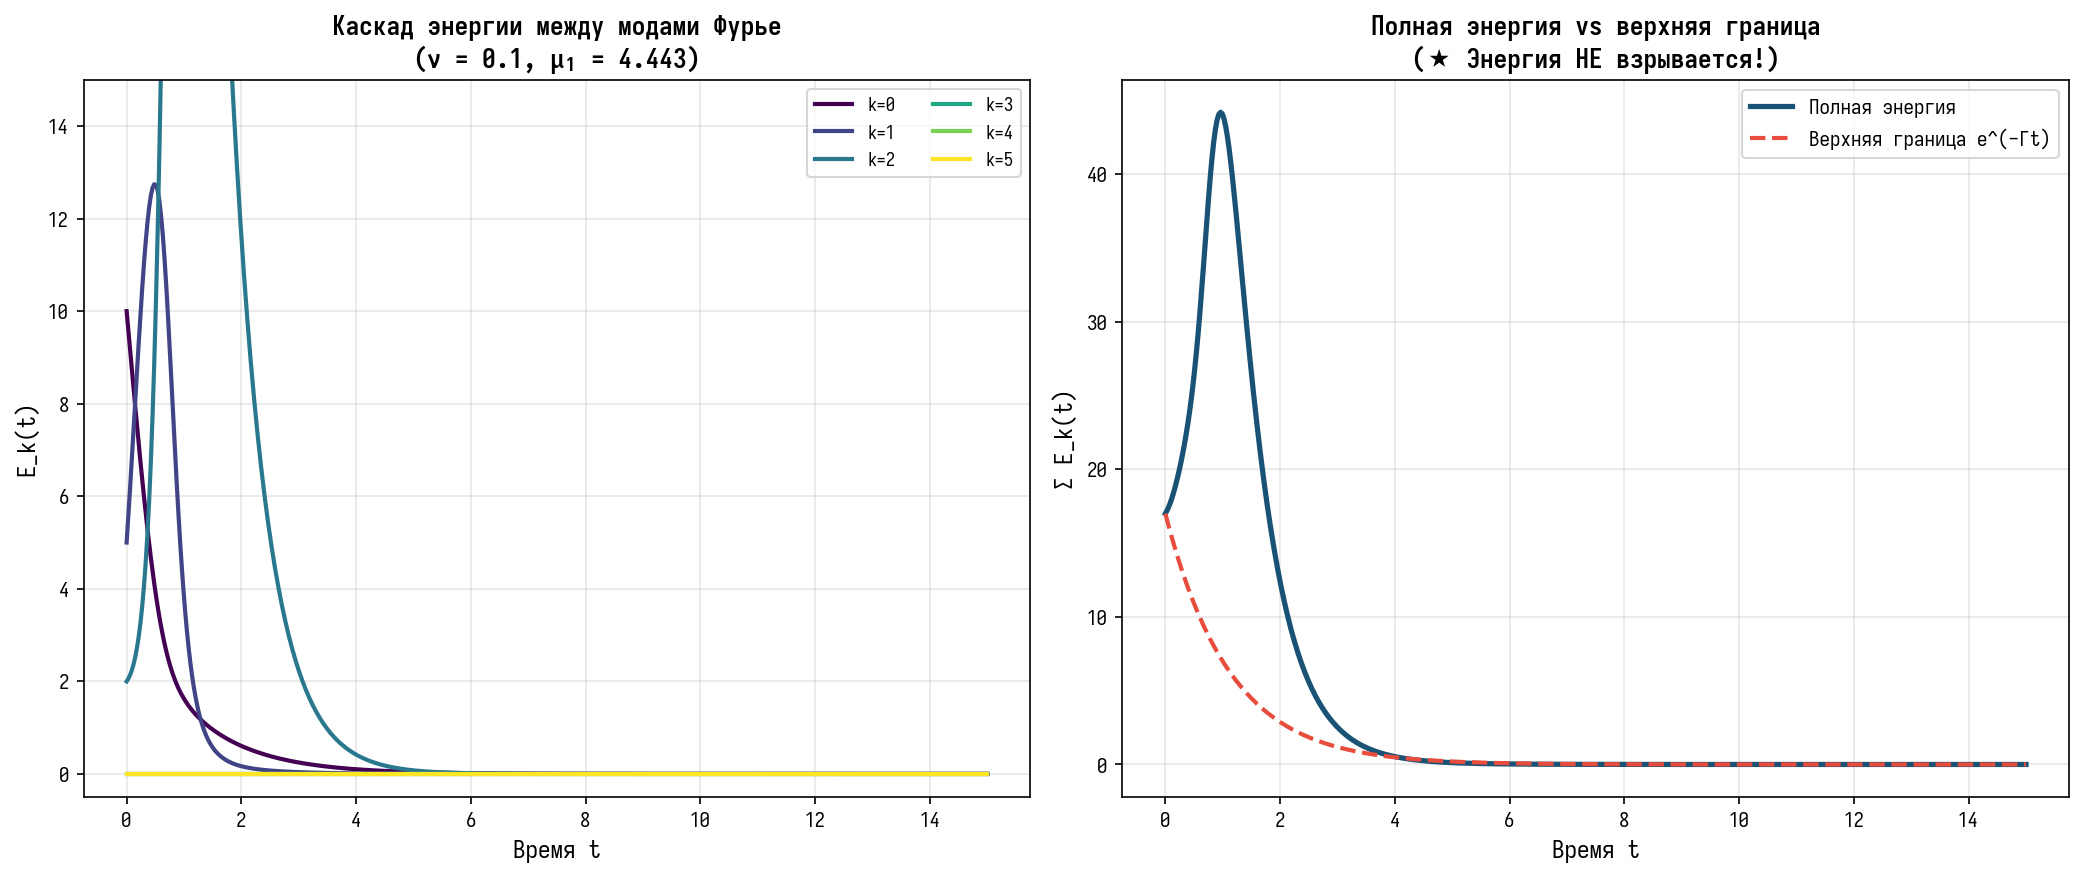 Каскад энергии между модами Фурье
(ν = 0.1, μ₁ = 4.443)
E_k(t)
14
12
10
8
6
4
2
0
k=0
k=1
k=2
k=3
k=4
k=5
0 2 4 6 8 10 12 14
Время t
Полная энергия vs верхняя граница
(★ Энергия НЕ взрывается!)
Σ E_k(t)
40
30
20
10
0
Полная энергия
Верхняя граница e^(-Γt)
0 2 4 6 8 10 12 14
Время t